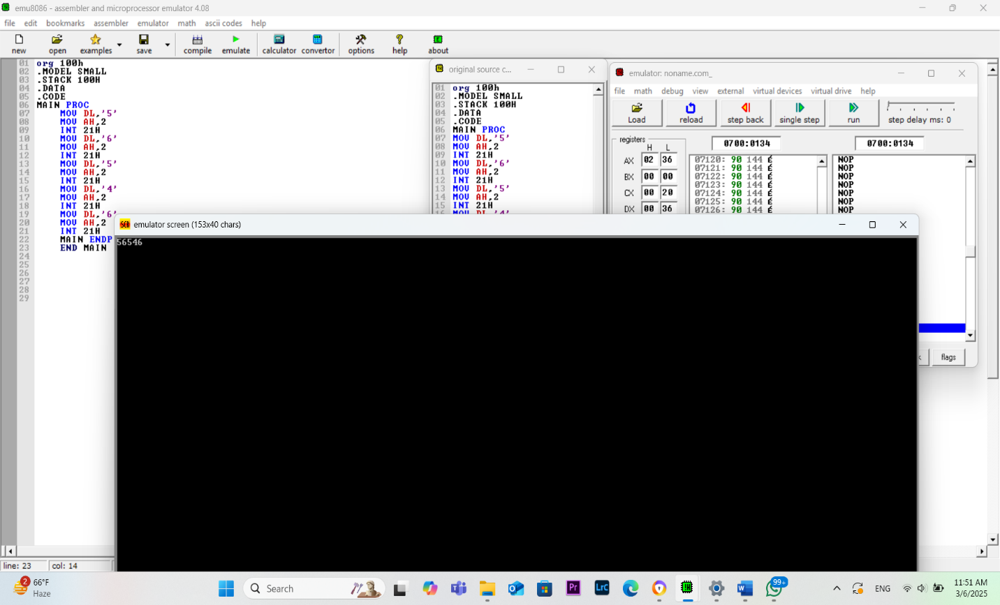 emu8086 - assembler and microprocessor emulator 4.08
file edit bookmarks assembler emulator math ascii codes help
new open examples save compile emulate calculator convertor options help about
01 org 100h
02 .MODEL SMALL
03 .STACK 100H
04 .DATA
05 .CODE
06 MAIN PROC
07 MOV DL,'5'
08 MOV AH,2
09 INT 21H
10 MOV DL,'6'
11 MOV AH,2
12 INT 21H
13 MOV DL,'5'
14 MOV AH,2
15 INT 21H
16 MOV DL,'4'
17 MOV AH,2
18 INT 21H
19 MOV DL,'6'
20 MOV AH,2
21 INT 21H
22 MAIN ENDP
23 END MAIN
24
25
26
27
28
29
original source c...
01 org 100h
02 .MODEL SMALL
03 .STACK 100H
04 .DATA
05 .CODE
06 MAIN PROC
07 MOV DL,'5'
08 MOV AH,2
09 INT 21H
10 MOV DL,'6'
11 MOV AH,2
12 INT 21H
13 MOV DL,'5'
14 MOV AH,2
15 INT 21H
16 MOV DL,'4'
emulator: noname.com_
file math debug view external virtual devices virtual drive help
Load reload step back single step run step delay ms: 0
registers
0700:0134 0700:0134
H L
AX 02 36
BX 00 00
CX 00 20
DX 00 36
07120: 90 144 É
07121: 90 144 É
07122: 90 144 É
07123: 90 144 É
07124: 90 144 É
07125: 90 144 É
07126: 90 144 É
NOP
NOP
NOP
NOP
NOP
NOP
NOP
flags
emulator screen (153x40 chars)
56546
line: 23 col: 14
2
66°F
Haze
Search
Pr
LrC
W
99+
ENG
11:51 AM
3/6/2025